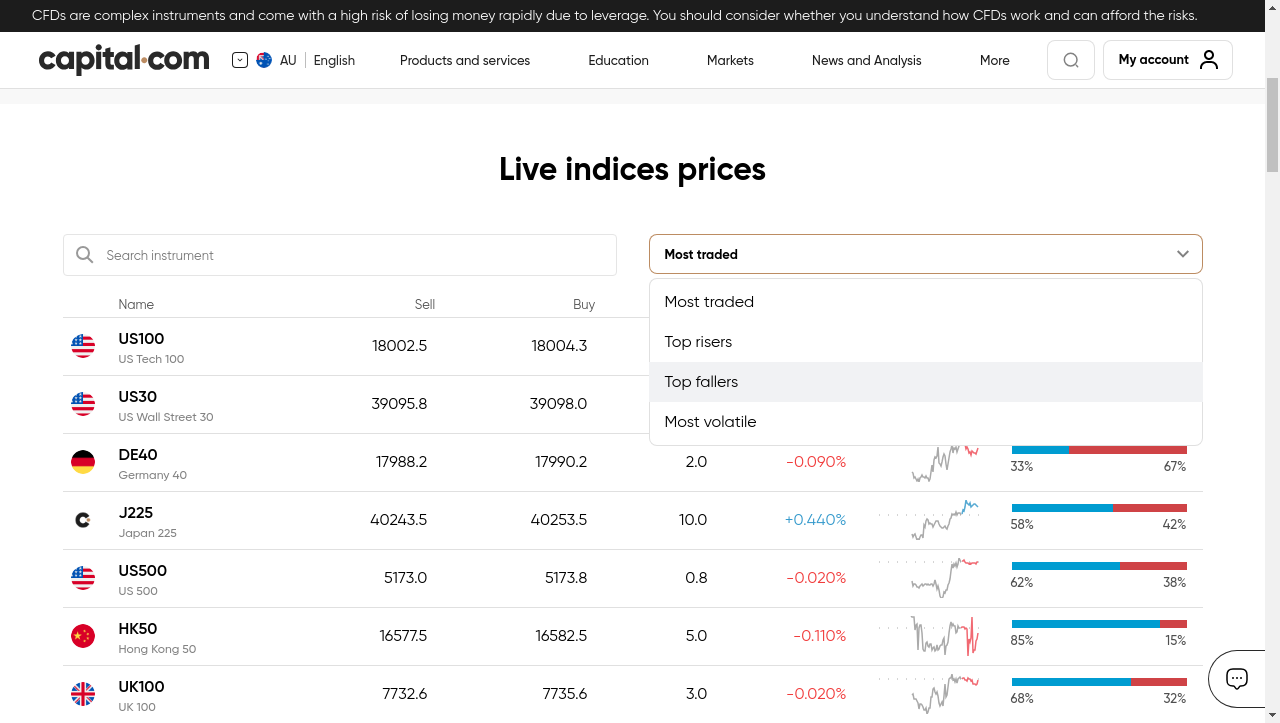 CFDs are complex instruments and come with a high risk of losing money rapidly due to leverage. You should consider whether you understand how CFDs work and can afford the risks.
capital.com AU English Products and services Education Markets News and Analysis More My account
Live indices prices
Search instrument
Most traded
Name Sell Buy
Most traded
Top risers
Top fallers
Most volatile
US100 18002.5 18004.3
US Tech 100
US30 39095.8 39098.0
US Wall Street 30
DE40 17988.2 17990.2 2.0 -0.090%
Germany 40 33% 67%
J225 40243.5 40253.5 10.0 +0.440%
Japan 225 58% 42%
US500 5173.0 5173.8 0.8 -0.020%
US 500 62% 38%
HK50 16577.5 16582.5 5.0 -0.110%
Hong Kong 50 85% 15%
UK100 7732.6 7735.6 3.0 -0.020%
UK 100 68% 32%